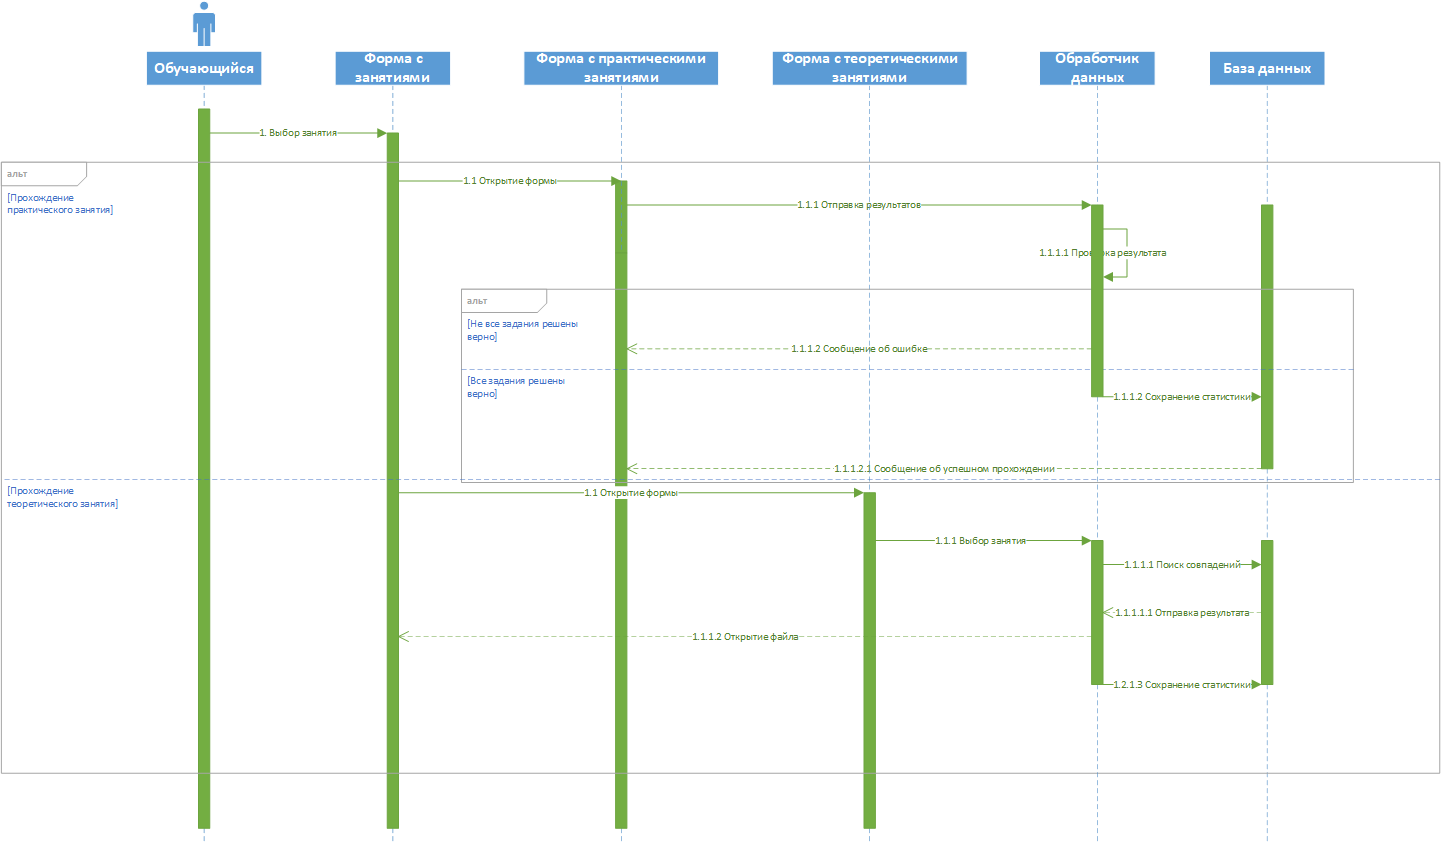 Обучающийся
Форма с
занятиями
Форма с практическими
занятиями
Форма с теоретическими
занятиями
Обработчик
данных
База данных
1. Выбор занятия
альт
[Прохождение
практического занятия]
1.1 Открытие формы
1.1.1 Отправка результатов
1.1.1.1 Проверка результата
альт
[Не все задания решены
верно]
1.1.1.2 Сообщение об ошибке
[Все задания решены
верно]
1.1.1.2 Сохранение статистики
1.1.1.2.1 Сообщение об успешном прохождении
[Прохождение
теоретического занятия]
1.1 Открытие формы
1.1.1 Выбор занятия
1.1.1.1 Поиск совпадений
1.1.1.1.1 Отправка результата
1.1.1.2 Открытие файла
1.2.1.3 Сохранение статистики